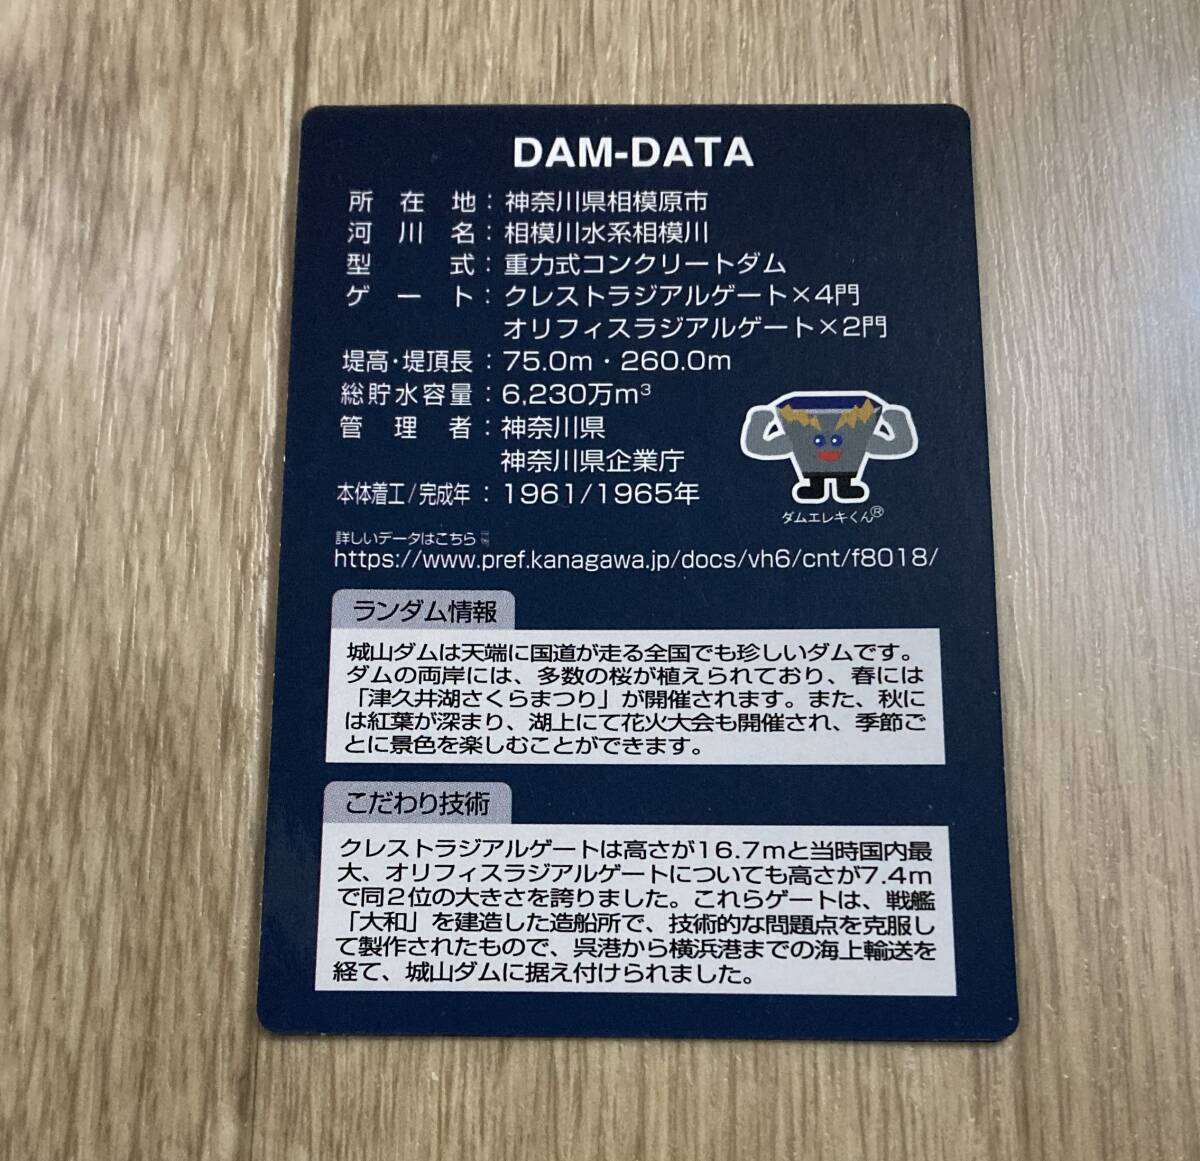 DAM-DATA
所在地：神奈川県相模原市
河川名：相模川水系相模川
型式：重力式コンクリートダム
ゲート：クレストラジアルゲート×4門
オリフィスラジアルゲート×2門
堤高・堤頂長：75.0m・260.0m
総貯水容量：6,230万m³
管理者：神奈川県
神奈川県企業庁
本体着工/完成年：1961/1965年
ダムエレキくん®
詳しいデータはこちら☟
https://www.pref.kanagawa.jp/docs/vh6/cnt/f8018/
ランダム情報
城山ダムは天端に国道が走る全国でも珍しいダムです。
ダムの両岸には、多数の桜が植えられており、春には
「津久井湖さくらまつり」が開催されます。また、秋に
は紅葉が深まり、湖上にて花火大会も開催され、季節ご
とに景色を楽しむことができます。
こだわり技術
クレストラジアルゲートは高さが16.7mと当時国内最
大、オリフィスラジアルゲートについても高さが7.4m
で同2位の大きさを誇りました。これらゲートは、戦艦
「大和」を建造した造船所で、技術的な問題点を克服し
て製作されたもので、呉港から横浜港までの海上輸送を
経て、城山ダムに据え付けられました。